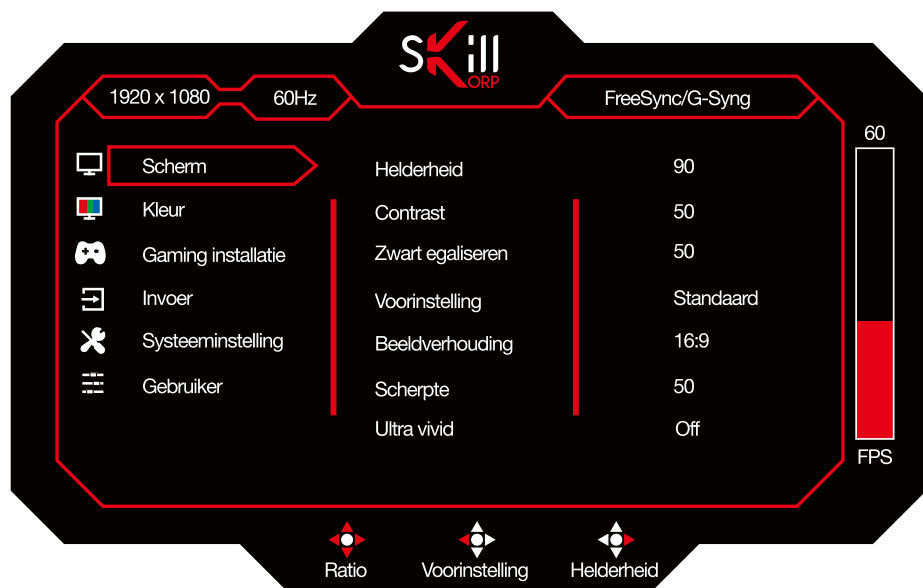 SKill
KORP
1920 x 1080
60Hz
FreeSync/G-Syng
60
Scherm
Kleur
Gaming installatie
Invoer
Systeeminstelling
Gebruiker
Helderheid 90
Contrast 50
Zwart egaliseren 50
Voorinstelling Standaard
Beeldverhouding 16:9
Scherpte 50
Ultra vivid Off
FPS
Ratio
Voorinstelling
Helderheid